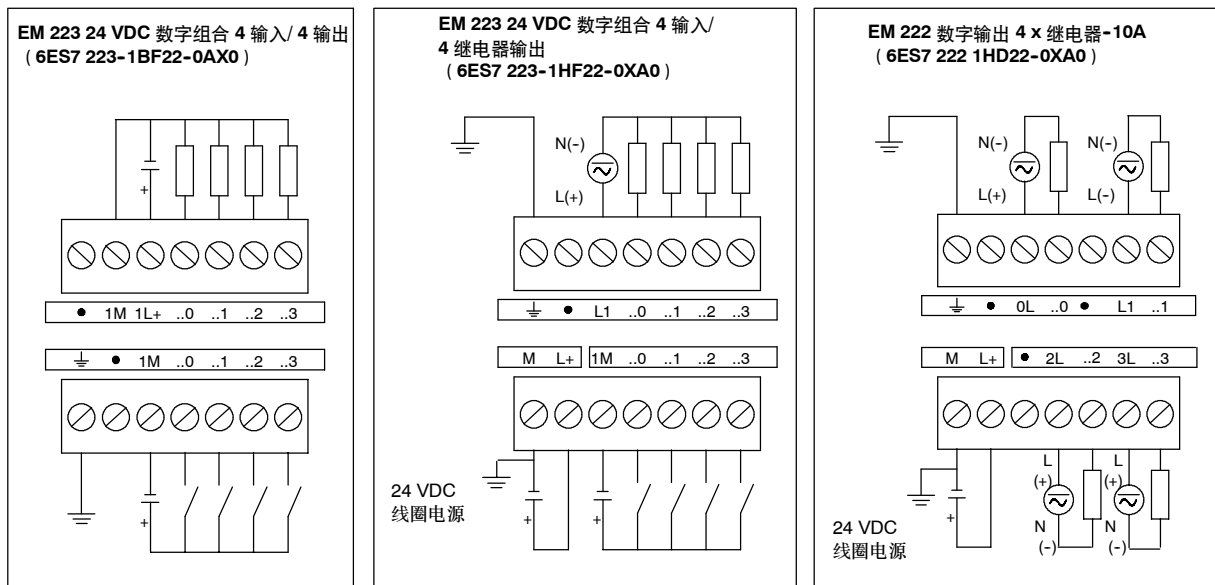 EM 223 24 VDC 数字组合 4 输入/ 4 输出
( 6ES7 223-1BF22-0AX0 )
+
● 1M 1L+ ..0 ..1 ..2 ..3
● 1M ..0 ..1 ..2 ..3
+
EM 223 24 VDC 数字组合 4 输入/
4 继电器输出
( 6ES7 223-1HF22-0XA0 )
N(-)
L(+)
● L1 ..0 ..1 ..2 ..3
M L+ 1M ..0 ..1 ..2 ..3
+ +
24 VDC
线圈电源
EM 222 数字输出 4 x 继电器-10A
( 6ES7 222 1HD22-0XA0 )
N(-) N(-)
L(+) L(-)
● 0L ..0 ● L1 ..1
M L+ ● 2L ..2 3L ..3
L L
(+) (+)
+
N N
(-) (-)
24 VDC
线圈电源